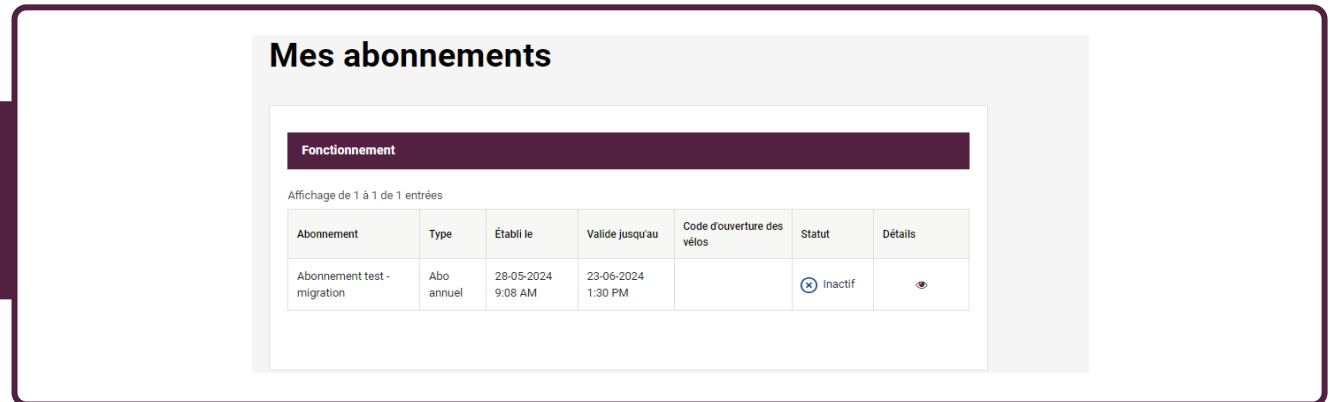 Mes abonnements
Fonctionnement
Affichage de 1 à 1 de 1 entrées
Abonnement Type Établi le Valide jusqu'au Code d'ouverture des vélos Statut Détails
Abonnement test - migration Abo annuel 28-05-2024 9:08 AM 23-06-2024 1:30 PM Inactif